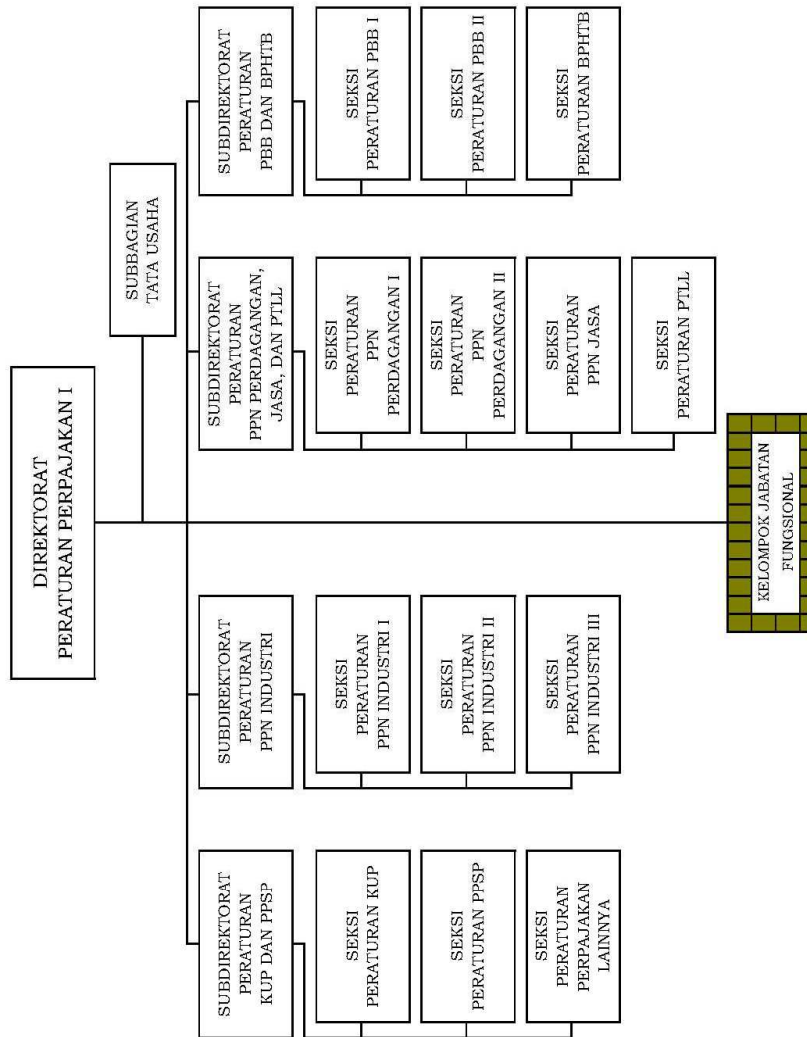 DIREKTORAT
PERATURAN PERPAJAKAN I
SUBBAGIAN
TATA USAHA
SUBDIREKTORAT
PERATURAN
KUP DAN PPSP
SEKSI
PERATURAN KUP
SEKSI
PERATURAN PPSP
SEKSI
PERATURAN
PERPAJAKAN
LAINNYA
SUBDIREKTORAT
PERATURAN
PPN INDUSTRI
SEKSI
PERATURAN
PPN INDUSTRI I
SEKSI
PERATURAN
PPN INDUSTRI II
SEKSI
PERATURAN
PPN INDUSTRI III
SUBDIREKTORAT
PERATURAN
PPN PERDAGANGAN,
JASA, DAN PTLL
SEKSI
PERATURAN
PPN
PERDAGANGAN I
SEKSI
PERATURAN
PPN
PERDAGANGAN II
SEKSI
PERATURAN
PPN JASA
SEKSI
PERATURAN PTLL
SUBDIREKTORAT
PERATURAN
PBB DAN BPHTB
SEKSI
PERATURAN PBB I
SEKSI
PERATURAN PBB II
SEKSI
PERATURAN BPHTB
KELOMPOK JABATAN
FUNGSIONAL